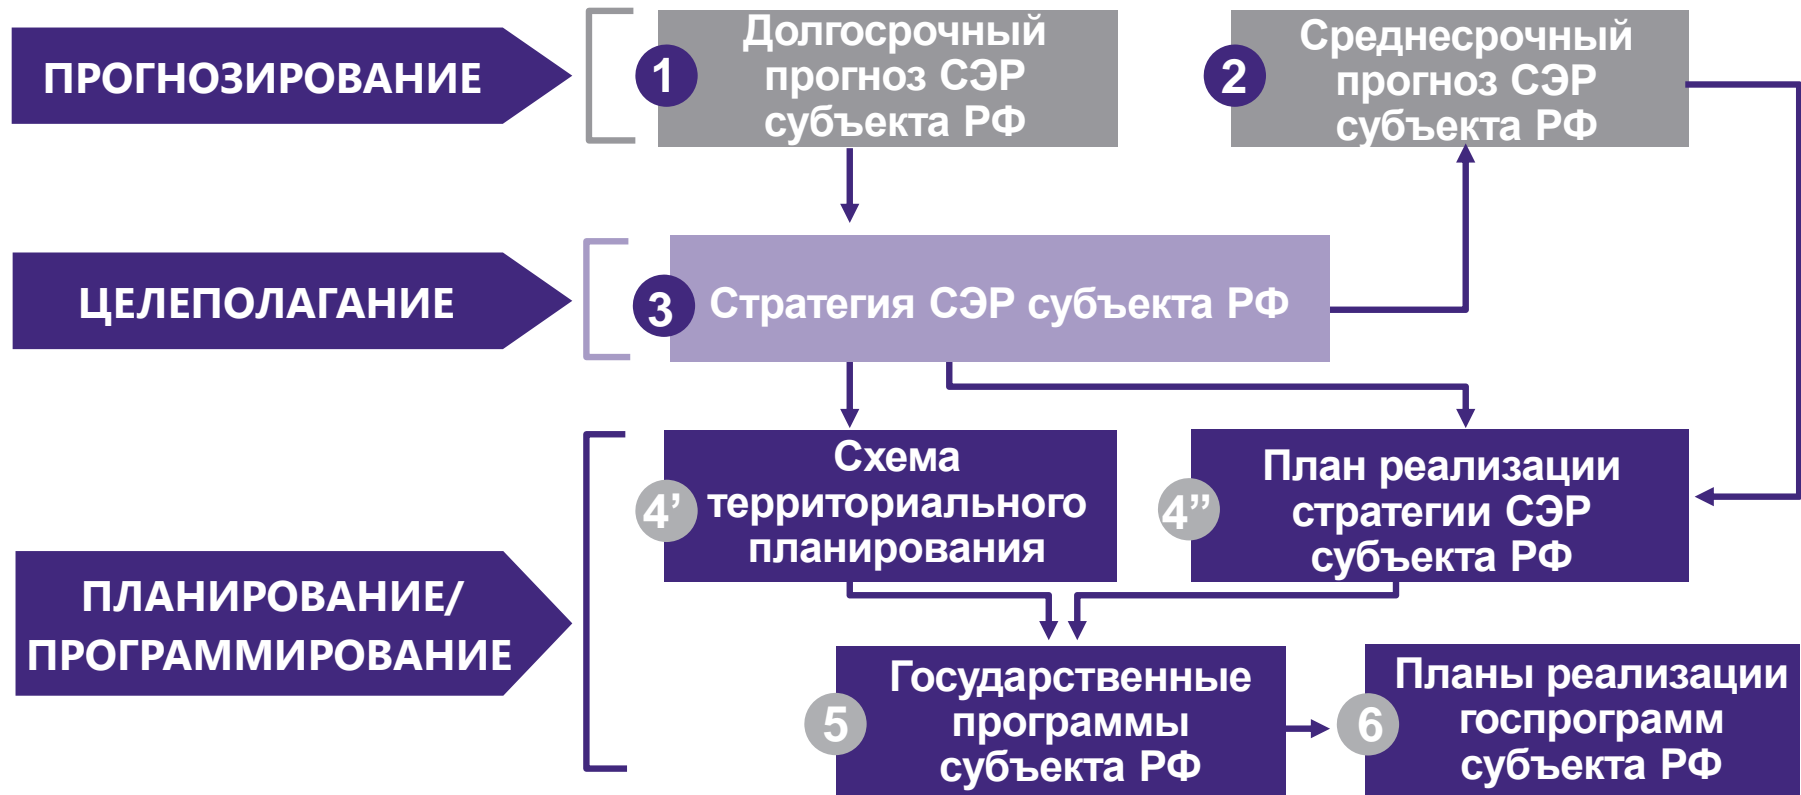 ПРОГНОЗИРОВАНИЕ
1
Долгосрочный
прогноз СЭР
субъекта РФ
2
Среднесрочный
прогноз СЭР
субъекта РФ
ЦЕЛЕПОЛАГАНИЕ
3
Стратегия СЭР субъекта РФ
ПЛАНИРОВАНИЕ/
ПРОГРАММИРОВАНИЕ
4’
Схема
территориального
планирования
4”
План реализации
стратегии СЭР
субъекта РФ
5
Государственные
программы
субъекта РФ
6
Планы реализации
госпрограмм
субъекта РФ